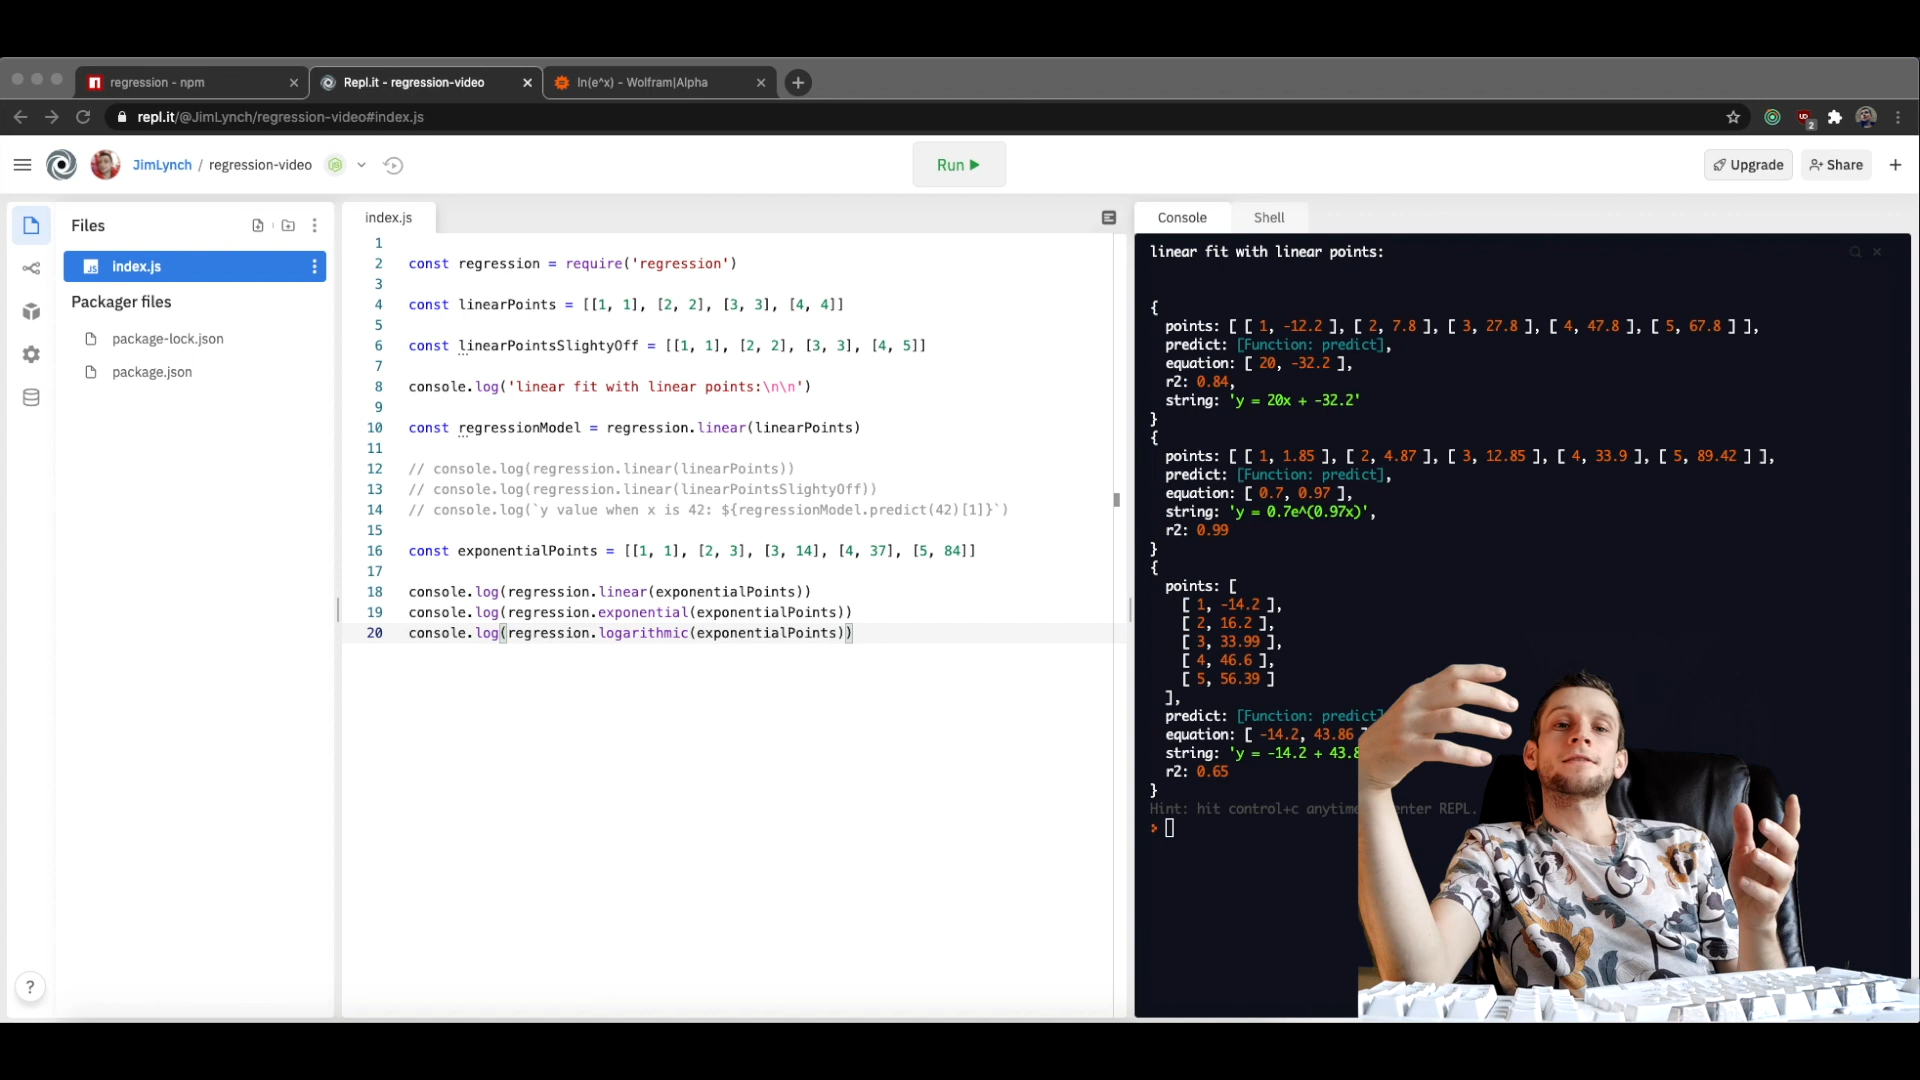 regression - npm
Repl.it - regression-video
ln(e^x) - Wolfram|Alpha
repl.it/@JimLynch/regression-video#index.js
UD
2
JimLynch / regression-video
Run
Upgrade
Share
Files
JS index.js
Packager files
package-lock.json
package.json
?
index.js
1
2 const regression = require('regression')
3
4 const linearPoints = [[1, 1], [2, 2], [3, 3], [4, 4]]
5
6 const linearPointsSlightyOff = [[1, 1], [2, 2], [3, 3], [4, 5]]
7
8 console.log('linear fit with linear points:\n\n')
9
10 const regressionModel = regression.linear(linearPoints)
11
12 // console.log(regression.linear(linearPoints))
13 // console.log(regression.linear(linearPointsSlightyOff))
14 // console.log(`y value when x is 42: ${regressionModel.predict(42)[1]}`)
15
16 const exponentialPoints = [[1, 1], [2, 3], [3, 14], [4, 37], [5, 84]]
17
18 console.log(regression.linear(exponentialPoints))
19 console.log(regression.exponential(exponentialPoints))
20 console.log(regression.logarithmic(exponentialPoints))
Console
Shell
linear fit with linear points:
{
points: [ [ 1, -12.2 ], [ 2, 7.8 ], [ 3, 27.8 ], [ 4, 47.8 ], [ 5, 67.8 ] ],
predict: [Function: predict],
equation: [ 20, -32.2 ],
r2: 0.84,
string: 'y = 20x + -32.2'
}
{
points: [ [ 1, 1.85 ], [ 2, 4.87 ], [ 3, 12.85 ], [ 4, 33.9 ], [ 5, 89.42 ] ],
predict: [Function: predict],
equation: [ 0.7, 0.97 ],
string: 'y = 0.7e^(0.97x)',
r2: 0.99
}
{
points: [
[ 1, -14.2 ],
[ 2, 16.2 ],
[ 3, 33.99 ],
[ 4, 46.6 ],
[ 5, 56.39 ]
],
predict: [Function: predict]
equation: [ -14.2, 43.86 ]
string: 'y = -14.2 + 43.8
r2: 0.65
}
Hint: hit control+c anytime enter REPL.